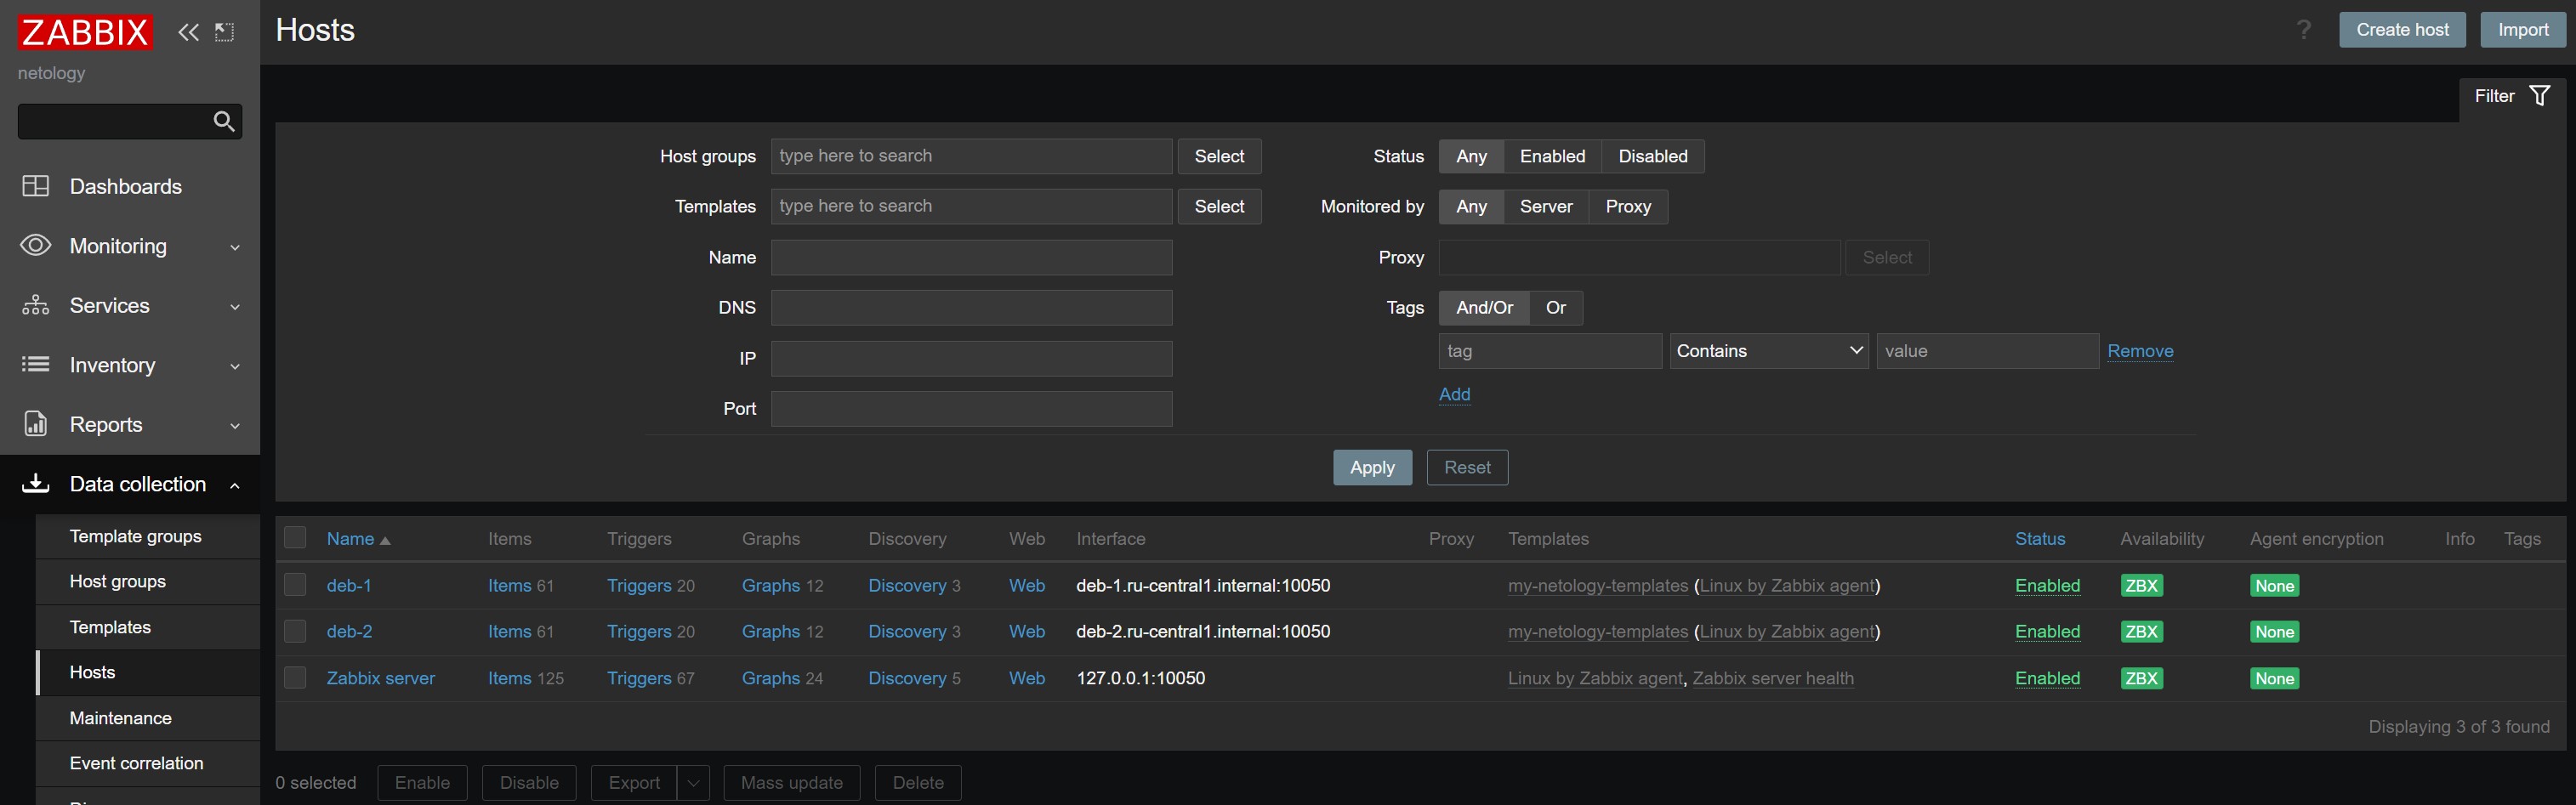 ZABBIX
netology
Dashboards
Monitoring
Services
Inventory
Reports
Data collection
Template groups
Host groups
Templates
Hosts
Maintenance
Event correlation
Hosts
? Create host Import
Filter
Host groups type here to search Select Status Any Enabled Disabled
Templates type here to search Select Monitored by Any Server Proxy
Name Proxy Select
DNS Tags And/Or Or
IP tag Contains value Remove
Add
Port
Apply Reset
Name Items Triggers Graphs Discovery Web Interface Proxy Templates Status Availability Agent encryption Info Tags
deb-1 Items 61 Triggers 20 Graphs 12 Discovery 3 Web deb-1.ru-central1.internal:10050 my-netology-templates (Linux by Zabbix agent) Enabled ZBX None
deb-2 Items 61 Triggers 20 Graphs 12 Discovery 3 Web deb-2.ru-central1.internal:10050 my-netology-templates (Linux by Zabbix agent) Enabled ZBX None
Zabbix server Items 125 Triggers 67 Graphs 24 Discovery 5 Web 127.0.0.1:10050 Linux by Zabbix agent, Zabbix server health Enabled ZBX None
Displaying 3 of 3 found
0 selected Enable Disable Export Mass update Delete